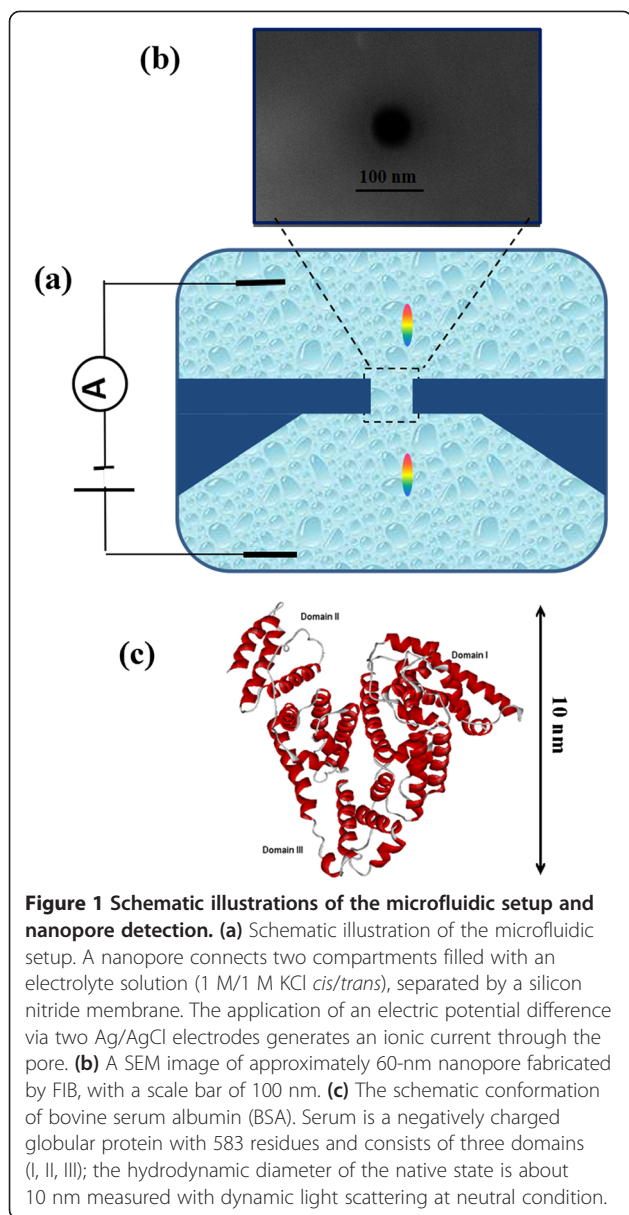 (b)
100 nm
(a)
A
Domain II
(c)
Domain I
10 nm
Domain III
Figure 1 Schematic illustrations of the microfluidic setup and
nanopore detection. (a) Schematic illustration of the microfluidic
setup. A nanopore connects two compartments filled with an
electrolyte solution (1 M/1 M KCl cis/trans), separated by a silicon
nitride membrane. The application of an electric potential difference
via two Ag/AgCl electrodes generates an ionic current through the
pore. (b) A SEM image of approximately 60-nm nanopore fabricated
by FIB, with a scale bar of 100 nm. (c) The schematic conformation
of bovine serum albumin (BSA). Serum is a negatively charged
globular protein with 583 residues and consists of three domains
(I, II, III); the hydrodynamic diameter of the native state is about
10 nm measured with dynamic light scattering at neutral condition.